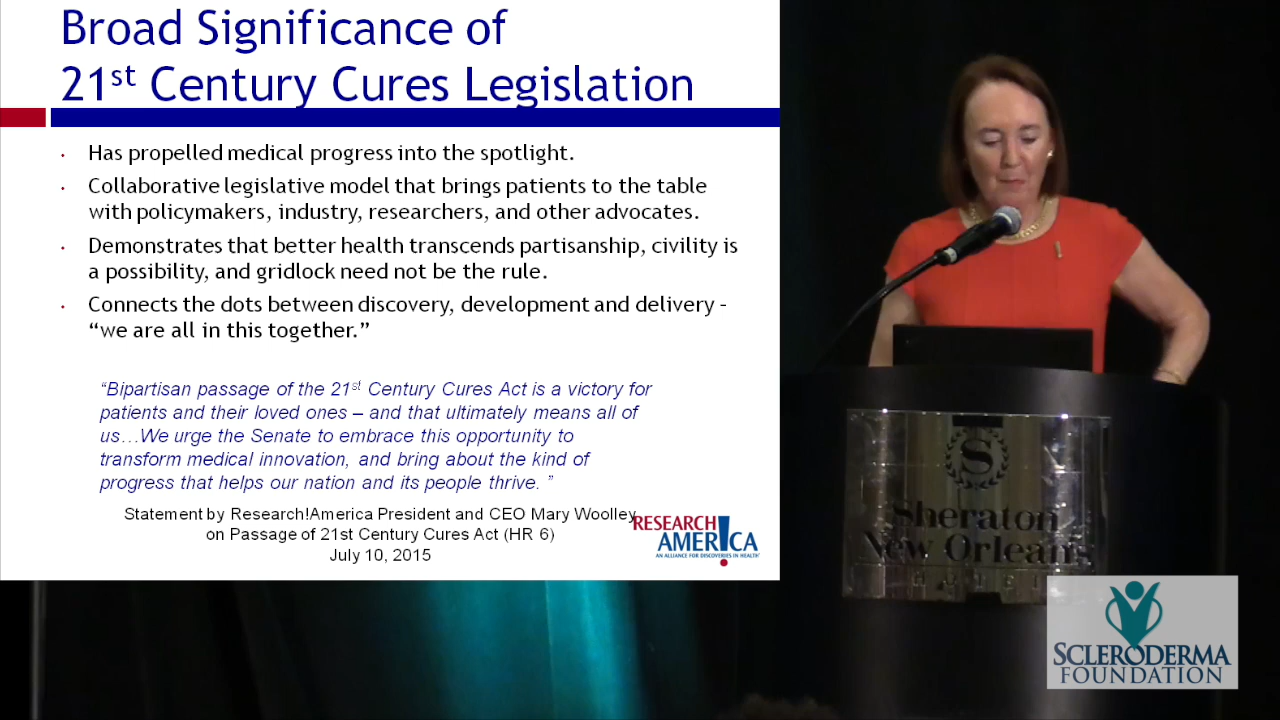 Broad Significance of
21st Century Cures Legislation
• Has propelled medical progress into the spotlight.
• Collaborative legislative model that brings patients to the table
with policymakers, industry, researchers, and other advocates.
• Demonstrates that better health transcends partisanship, civility is
a possibility, and gridlock need not be the rule.
• Connects the dots between discovery, development and delivery -
“we are all in this together.”
“Bipartisan passage of the 21st Century Cures Act is a victory for
patients and their loved ones – and that ultimately means all of
us…We urge the Senate to embrace this opportunity to
transform medical innovation, and bring about the kind of
progress that helps our nation and its people thrive. ”
Statement by Research!America President and CEO Mary Woolley
on Passage of 21st Century Cures Act (HR 6)
July 10, 2015
RESEARCH!
AMERICA
AN ALLIANCE FOR DISCOVERIES IN HEALTH
S
Sheraton
New Orleans
HOTEL
SCLERODERMA
FOUNDATION